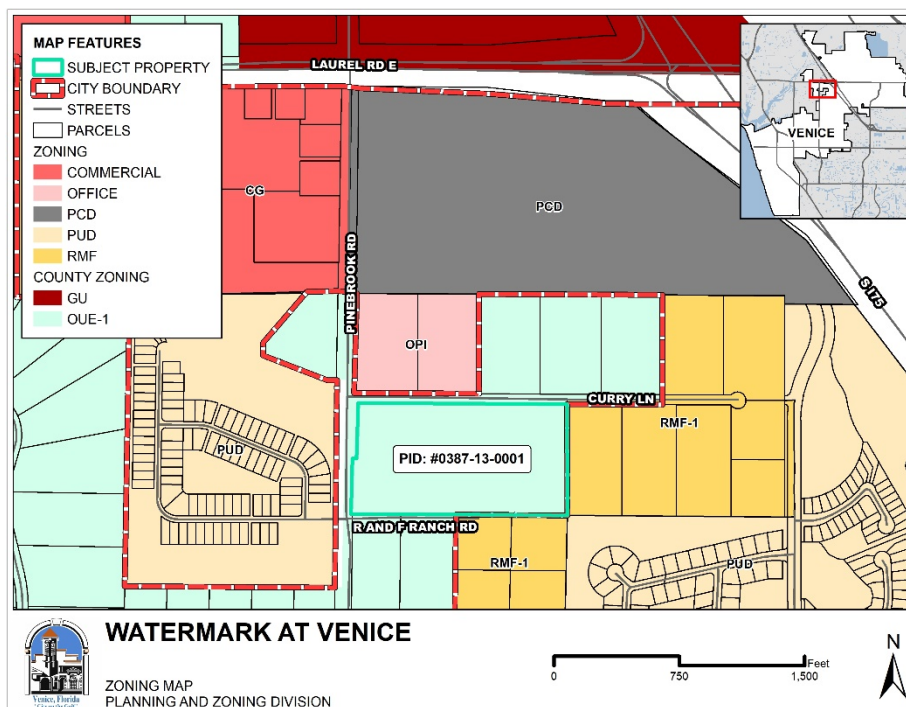 MAP FEATURES
SUBJECT PROPERTY
CITY BOUNDARY
STREETS
PARCELS
ZONING
COMMERCIAL
OFFICE
PCD
PUD
RMF
COUNTY ZONING
GU
OUE-1
LAUREL RD E
VENICE
CG
PCD
PINEBROOK RD
S I75
OPI
CURRY LN
RMF-1
PUD
PID: #0387-13-0001
R AND F RANCH RD
RMF-1
PUD
WATERMARK AT VENICE
ZONING MAP
PLANNING AND ZONING DIVISION
Venice, Florida
0 750 1,500
Feet
N